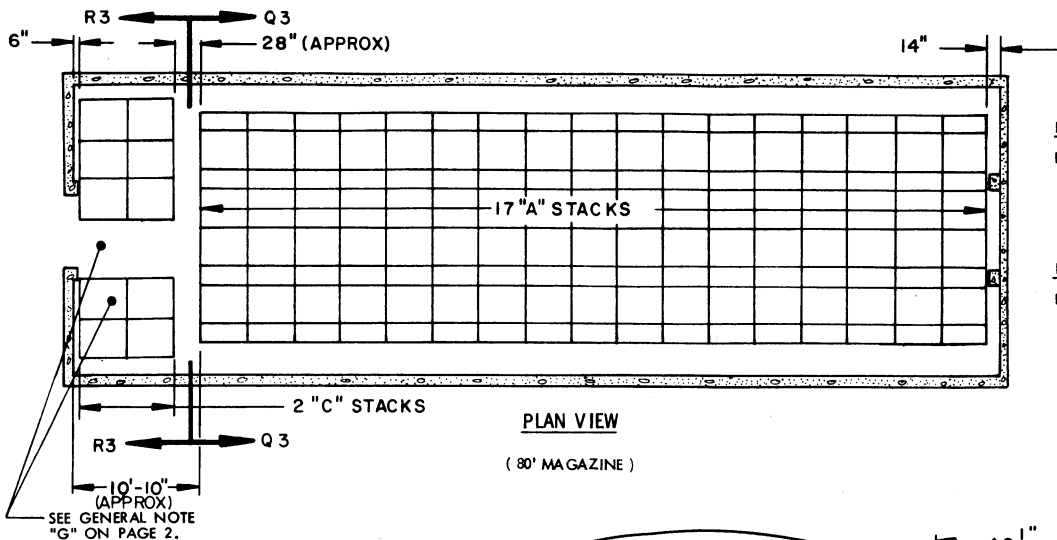 R3 Q3
6" 28" (APPROX) 14"
17 "A" STACKS
2 "C" STACKS
PLAN VIEW
R3 Q3
( 80' MAGAZINE )
10'-10"
(APPROX)
SEE GENERAL NOTE
"G" ON PAGE 2.